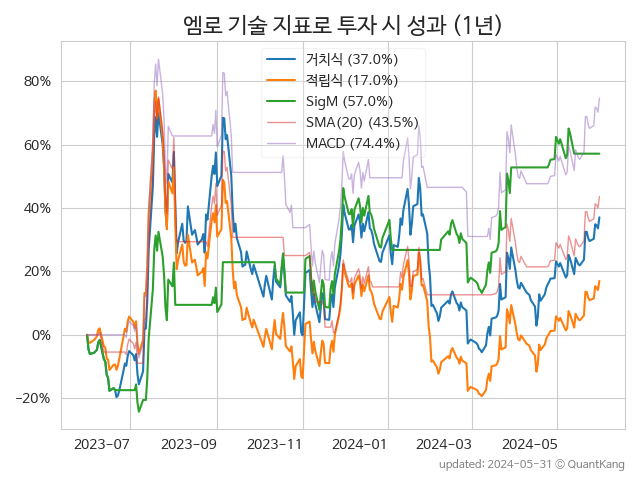 엠로 기술 지표로 투자 시 성과 (1년)
거치식 (37.0%)
적립식 (17.0%)
SigM (57.0%)
SMA(20) (43.5%)
MACD (74.4%)
80%
60%
40%
20%
0%
−20%
2023-07 2023-09 2023-11 2024-01 2024-03 2024-05
updated: 2024-05-31 ⓒ QuantKang